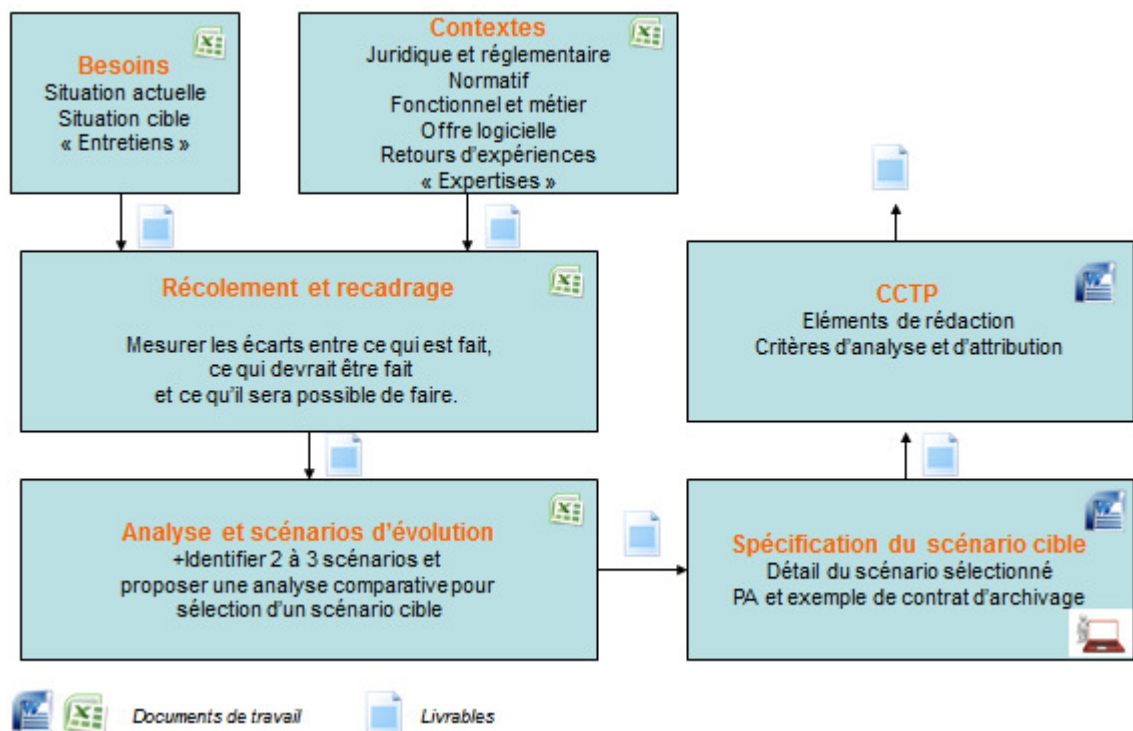 Besoins
Situation actuelle
Situation cible
« Entretiens »
Contextes
Juridique et réglementaire
Normatif
Fonctionnel et métier
Offre logicielle
Retours d'expériences
« Expertises »
Récolement et recadrage
Mesurer les écarts entre ce qui est fait,
ce qui devrait être fait
et ce qu'il sera possible de faire.
CCTP
Eléments de rédaction
Critères d'analyse et d'attribution
Analyse et scénarios d'évolution
+Identifier 2 à 3 scénarios et
proposer une analyse comparative pour
sélection d'un scénario cible
Spécification du scénario cible
Détail du scénario sélectionné
PA et exemple de contrat d'archivage
Documents de travail
Livrables